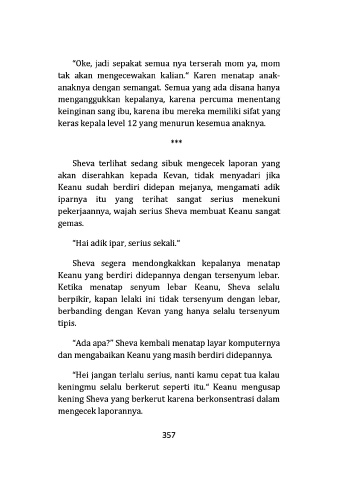 "Oke, jadi sepakat semua nya terserah mom ya, mom
tak akan mengecewakan kalian." Karen menatap anak-
anaknya dengan semangat. Semua yang ada disana hanya
menganggukkan kepalanya, karena percuma menentang
keinginan sang ibu, karena ibu mereka memiliki sifat yang
keras kepala level 12 yang menurun kesemua anaknya.
***
Sheva terlihat sedang sibuk mengecek laporan yang
akan diserahkan kepada Kevan, tidak menyadari jika
Keanu sudah berdiri didepan mejanya, mengamati adik
iparnya itu yang terihat sangat serius menekuni
pekerjaannya, wajah serius Sheva membuat Keanu sangat
gemas.
"Hai adik ipar, serius sekali."
Sheva segera mendongkakkan kepalanya menatap
Keanu yang berdiri didepannya dengan tersenyum lebar.
Ketika menatap senyum lebar Keanu, Sheva selalu
berpikir, kapan lelaki ini tidak tersenyum dengan lebar,
berbanding dengan Kevan yang hanya selalu tersenyum
tipis.
"Ada apa?" Sheva kembali menatap layar komputernya
dan mengabaikan Keanu yang masih berdiri didepannya.
"Hei jangan terlalu serius, nanti kamu cepat tua kalau
keningmu selalu berkerut seperti itu." Keanu mengusap
kening Sheva yang berkerut karena berkonsentrasi dalam
mengecek laporannya.
357